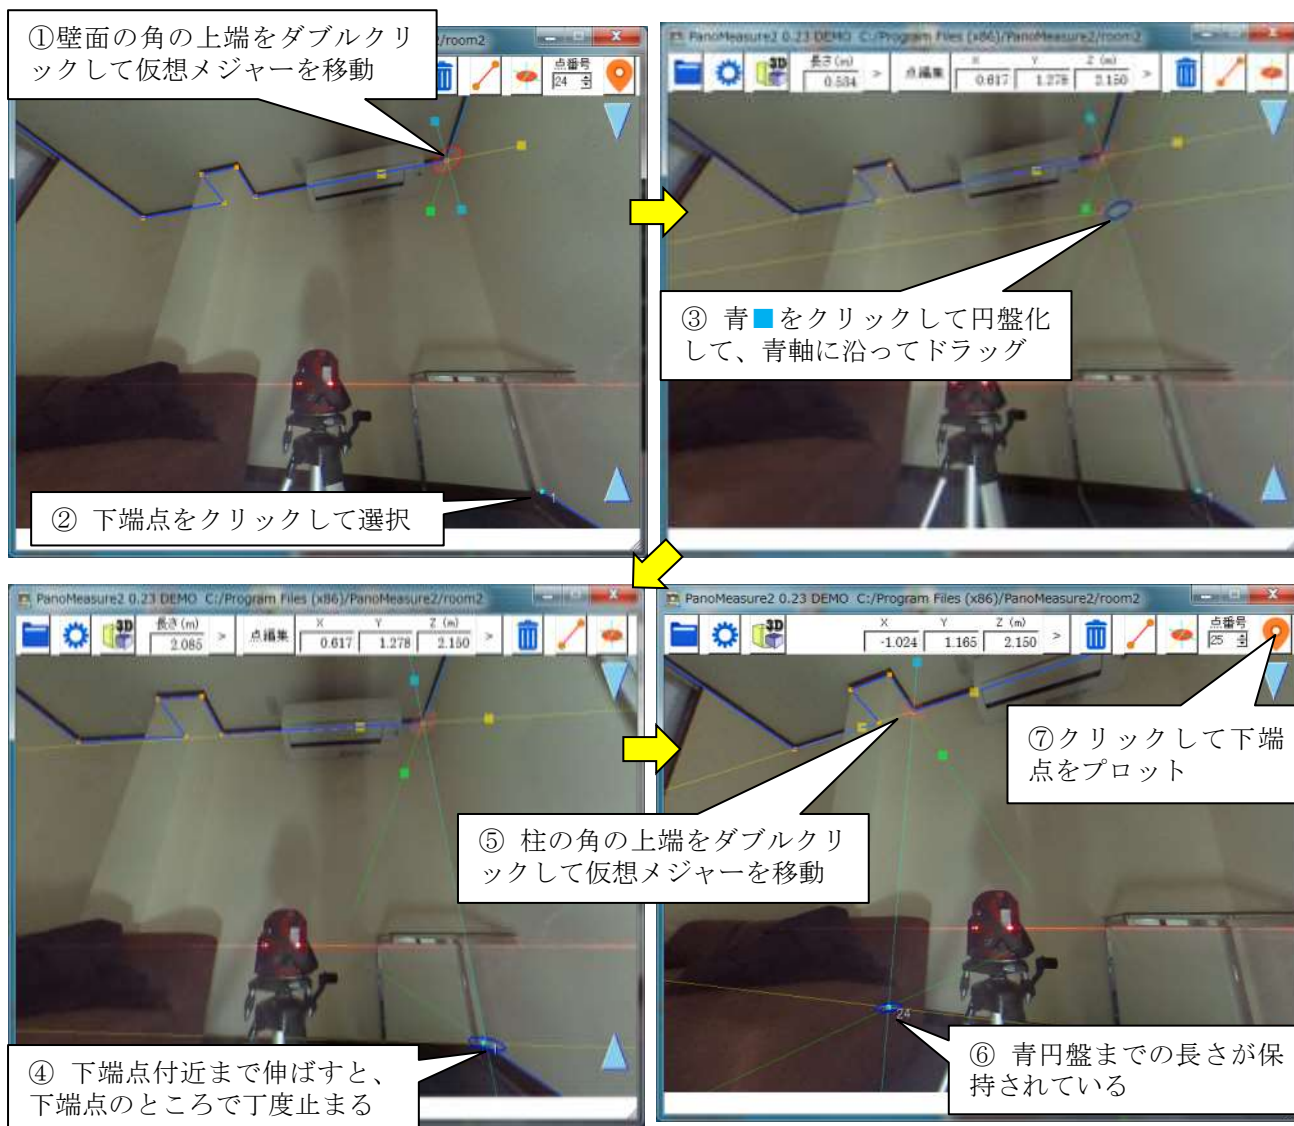 ①壁面の角の上端をダブルクリ
ックして仮想メジャーを移動
/room2
点番号
24
1
② 下端点をクリックして選択
PanoMeasure2 0.23 DEMO C:/Program Files (x86)/PanoMeasure2/room2
3D
長さ(m)
0.534
>
点編集
X Y Z (m)
0.617 1.278 2.150
>
③ 青■をクリックして円盤化
して、青軸に沿ってドラッグ
1
PanoMeasure2 0.23 DEMO C:/Program Files (x86)/PanoMeasure2/room2
3D
長さ(m)
2.085
>
点編集
X Y Z (m)
0.617 1.278 2.150
>
④ 下端点付近まで伸ばすと、
下端点のところで丁度止まる
PanoMeasure2 0.23 DEMO C:/Program Files (x86)/PanoMeasure2/room2
3D
X Y Z (m)
-1.024 1.165 2.150
>
点番号
25
⑦クリックして下端
点をプロット
⑤ 柱の角の上端をダブルクリ
ックして仮想メジャーを移動
24
⑥ 青円盤までの長さが保
持されている